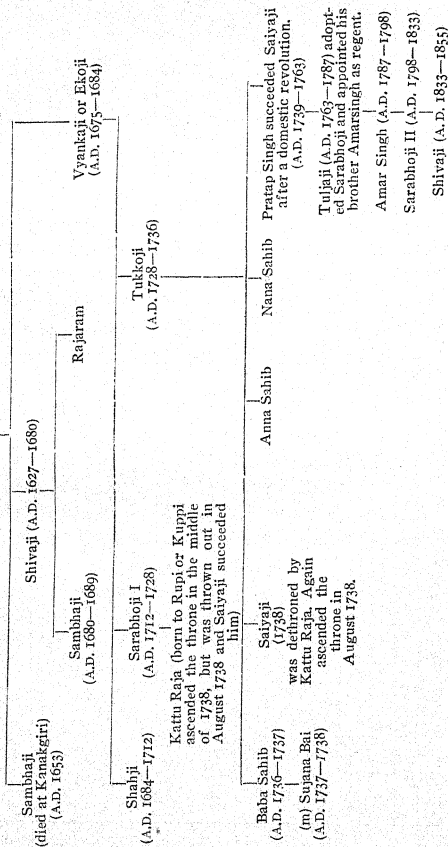 Sambhaji
(died at Kanakgiri)
(A.D. 1653)
Shivaji (A.D. 1627—1680)
Vyankaji or Ekoji
(A.D. 1675—1684)
Sambhaji
(A.D. 1680—1689)
Rajaram
Shahji
(A.D. 1684—1712)
Sarabhoji I
(A.D. 1712—1728)
Tukkoji
(A.D. 1728—1736)
Kattu Raja (born to Rupi or Kuppi
ascended the throne in the middle
of 1738, but was thrown out in
August 1738 and Saiyaji succeeded
him)
Baba Sahib
(A.D. 1736—1737)
(m) Sujana Bai
(A.D. 1737—1738)
Saiyaji
(1738)
was dethroned by
Kattu Raja. Again
ascended the
throne in
August 1738.
Anna Sahib
Nana Sahib
Pratap Singh succeeded Saiyaji
after a domestic revolution.
(A.D. 1739—1763)
Tuljaji (A.D. 1763—1787) adopt-
ed Sarabhoji and appointed his
brother Amarsingh as regent.
Amar Singh (A.D. 1787—1798)
Sarabhoji II (A.D. 1798—1833)
Shivaji (A.D. 1833—1855)